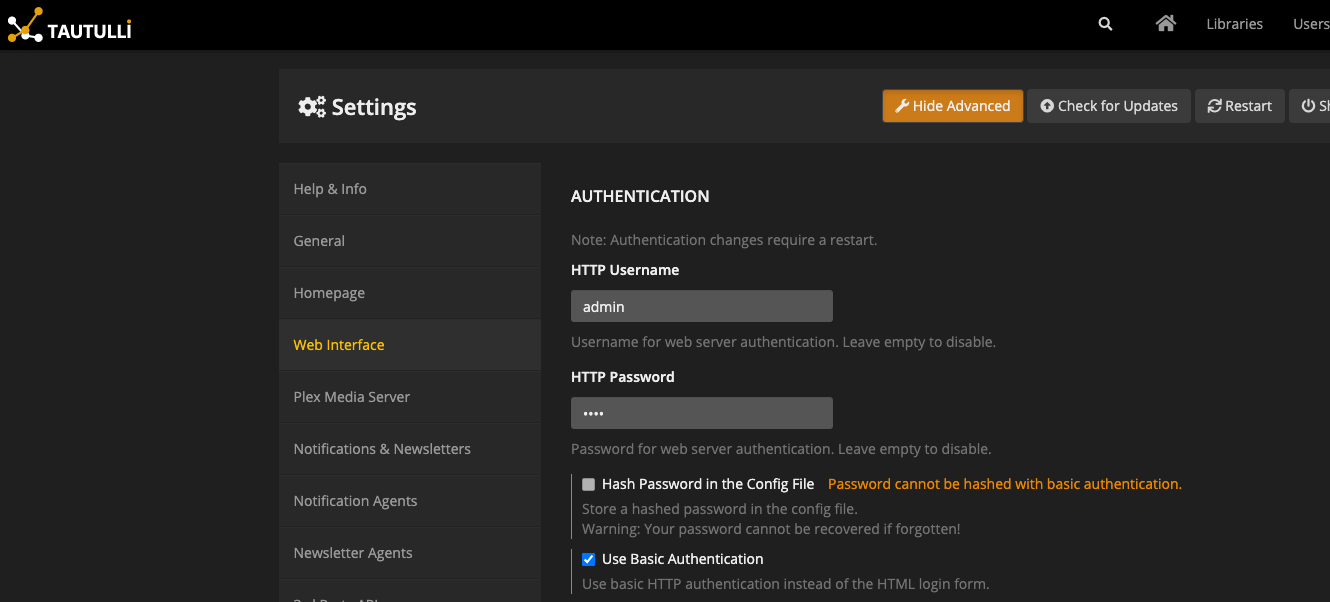 TAUTULLi
Libraries
Users
Settings
Hide Advanced
Check for Updates
Restart
Help & Info
General
Homepage
Web Interface
Plex Media Server
Notifications & Newsletters
Notification Agents
Newsletter Agents
AUTHENTICATION
Note: Authentication changes require a restart.
HTTP Username
admin
Username for web server authentication. Leave empty to disable.
HTTP Password
••••
Password for web server authentication. Leave empty to disable.
Hash Password in the Config File Password cannot be hashed with basic authentication.
Store a hashed password in the config file.
Warning: Your password cannot be recovered if forgotten!
Use Basic Authentication
Use basic HTTP authentication instead of the HTML login form.